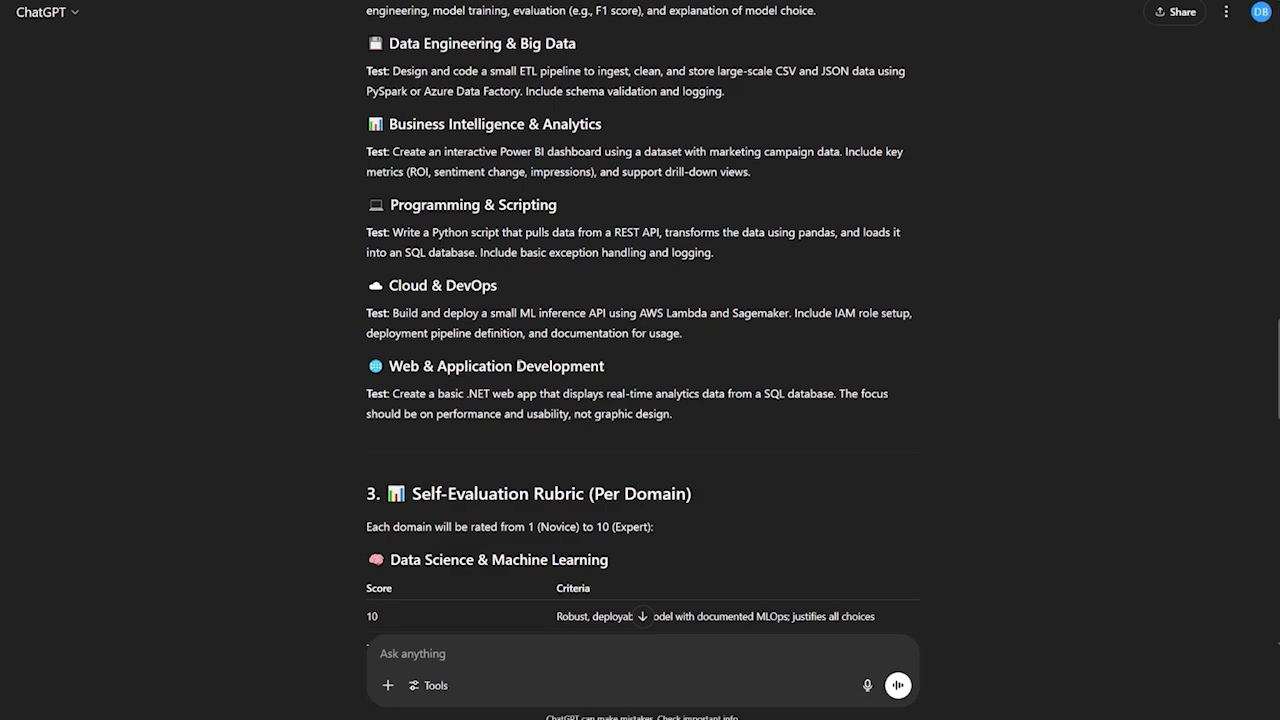 ChatGPT
Share
DB
engineering, model training, evaluation (e.g., F1 score), and explanation of model choice.
Data Engineering & Big Data
Test: Design and code a small ETL pipeline to ingest, clean, and store large-scale CSV and JSON data using
PySpark or Azure Data Factory. Include schema validation and logging.
Business Intelligence & Analytics
Test: Create an interactive Power BI dashboard using a dataset with marketing campaign data. Include key
metrics (ROI, sentiment change, impressions), and support drill-down views.
Programming & Scripting
Test: Write a Python script that pulls data from a REST API, transforms the data using pandas, and loads it
into an SQL database. Include basic exception handling and logging.
Cloud & DevOps
Test: Build and deploy a small ML inference API using AWS Lambda and Sagemaker. Include IAM role setup,
deployment pipeline definition, and documentation for usage.
Web & Application Development
Test: Create a basic .NET web app that displays real-time analytics data from a SQL database. The focus
should be on performance and usability, not graphic design.
3. Self-Evaluation Rubric (Per Domain)
Each domain will be rated from 1 (Novice) to 10 (Expert):
Data Science & Machine Learning
Score Criteria
10 Robust, deployab odel with documented MLOps; justifies all choices
Ask anything
Tools
ChatGPT can make mistakes. Check important info.